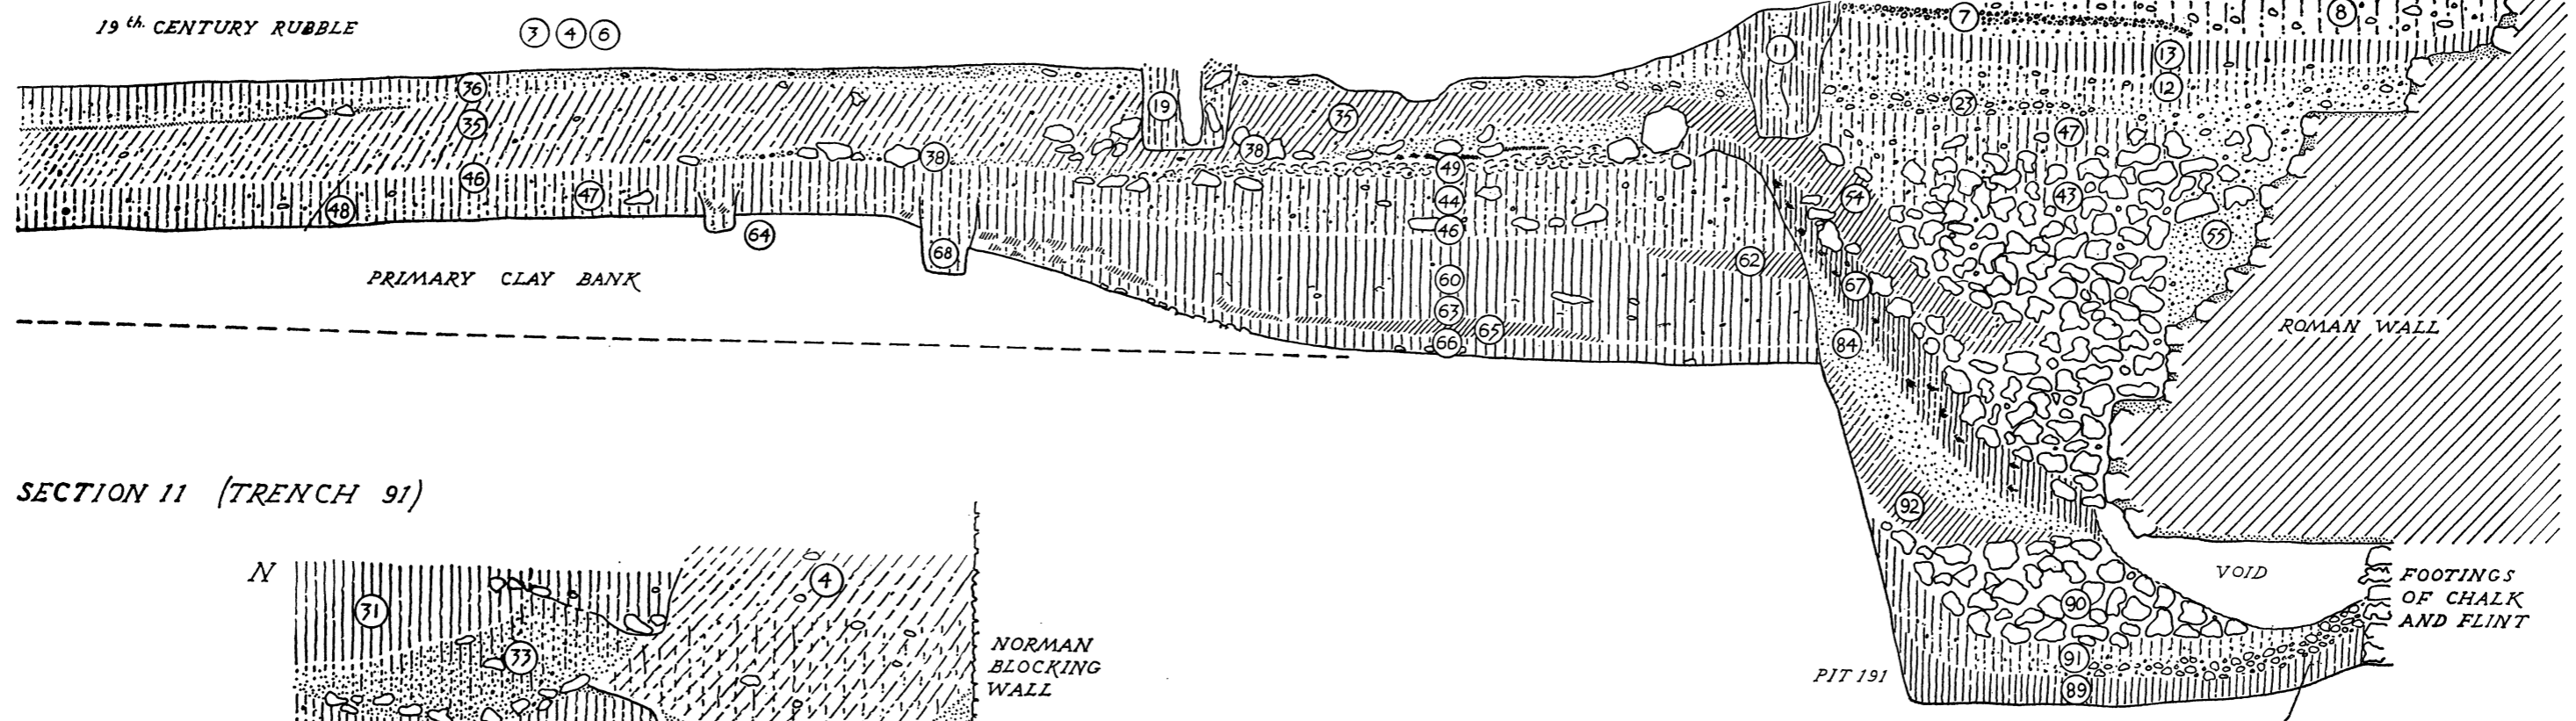 19th. CENTURY RUBBLE 3 4 6
7 8
11 13
12
36 23
19 35 47
35
38 38
49
46 47 44 54 43
48 46 55
64
68 62
60 67
PRIMARY CLAY BANK
63
65 ROMAN WALL
66 84
SECTION 11 (TRENCH 91)
92
N 4
VOID FOOTINGS
OF CHALK
AND FLINT
31 90
33 NORMAN
BLOCKING
WALL
91
PIT 191 89